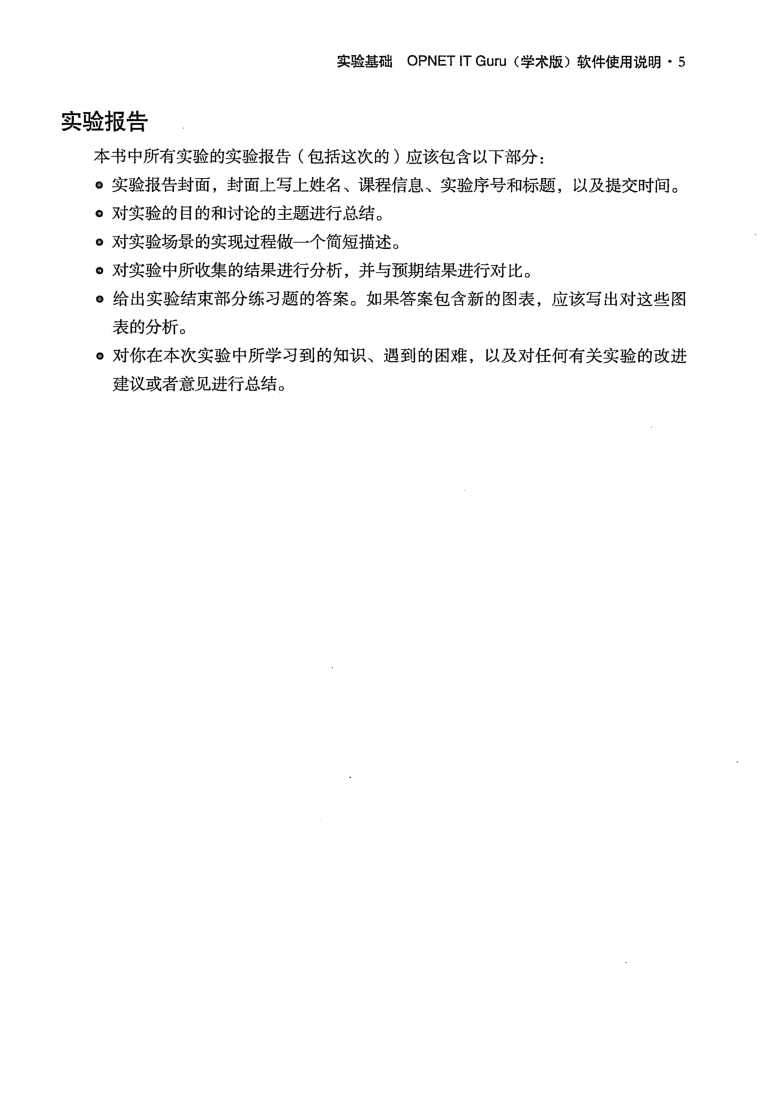 实验基础 OPNET IT Guru（学术版）软件使用说明·5
实验报告
本书中所有实验的实验报告（包括这次的）应该包含以下部分：
● 实验报告封面，封面上写上姓名、课程信息、实验序号和标题，以及提交时间。
● 对实验的目的和讨论的主题进行总结。
● 对实验场景的实现过程做一个简短描述。
● 对实验中所收集的结果进行分析，并与预期结果进行对比。
● 给出实验结束部分练习题的答案。如果答案包含新的图表，应该写出对这些图
表的分析。
● 对你在本次实验中所学习到的知识、遇到的困难，以及对任何有关实验的改进
建议或者意见进行总结。